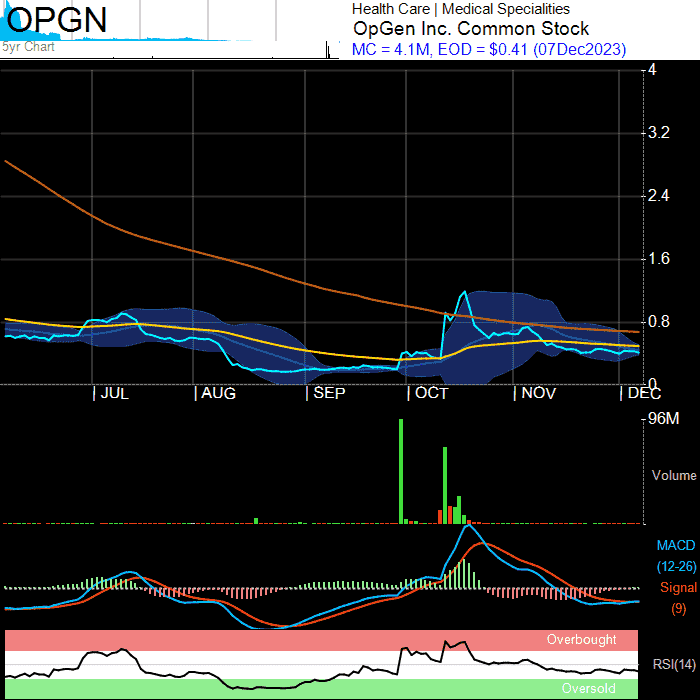 OPGN
Health Care | Medical Specialities
OpGen Inc. Common Stock
5yr Chart
MC = 4.1M, EOD = $0.41 (07Dec2023)
4
3.2
2.4
1.6
0.8
0
JUL AUG SEP OCT NOV DEC
96M
Volume
MACD
(12-26)
Signal
(9)
Overbought
RSI(14)
Oversold